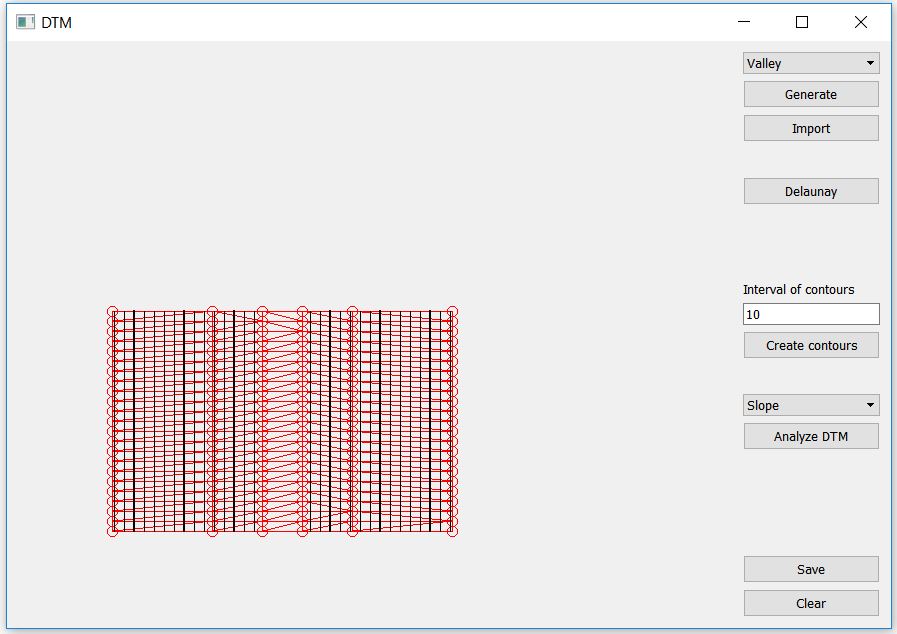 DTM
Valley
Generate
Import
Delaunay
Interval of contours
10
Create contours
Slope
Analyze DTM
Save
Clear